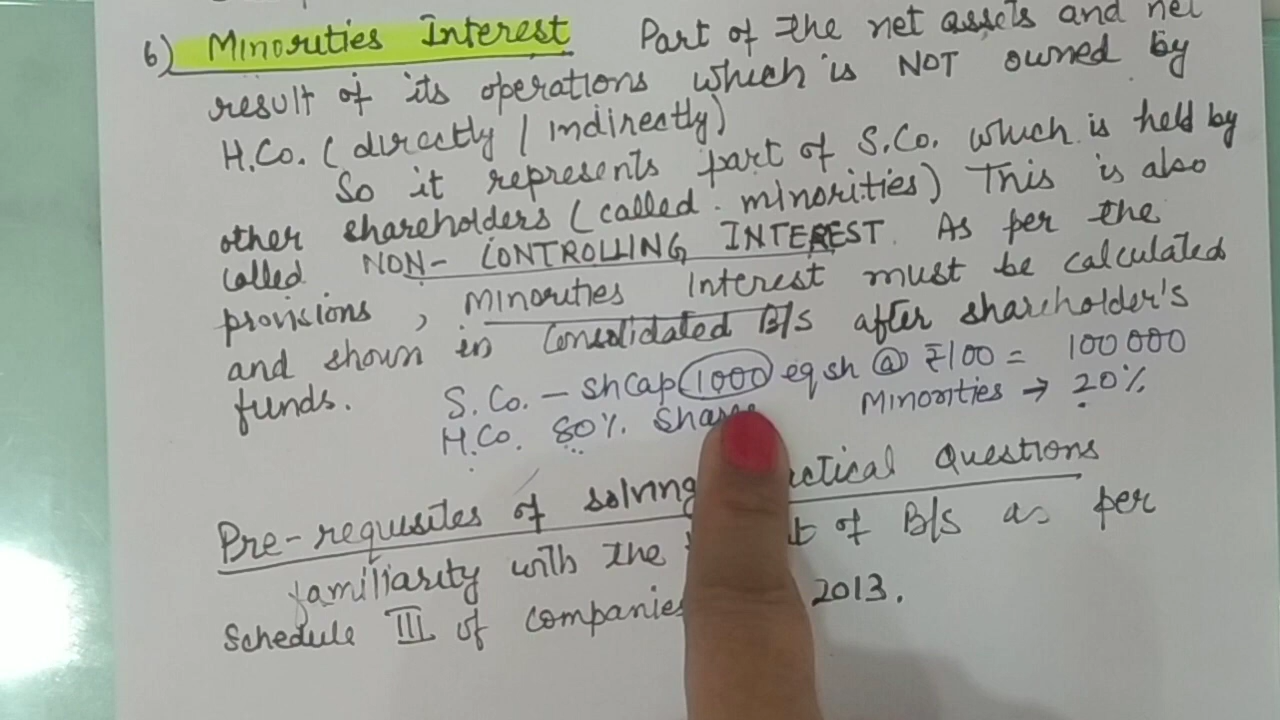 6) Minorities Interest Part of the net assets and net
result of its operations which is NOT owned by
H.Co. (directly / indirectly)
So it represents part of S.Co. which is held by
other shareholders (called minorities) This is also
called NON-CONTROLLING INTEREST. As per the
provisions, minorities interest must be calculated
and shown in Consolidated B/S after shareholder's
funds.
S.Co. - sh cap 1000 eq sh @ ₹100 = 100000
H.Co. 80% Minorities → 20%
Pre-requisites of solving Questions
familiarity with the of B/S as per
Schedule III of companies 2013.